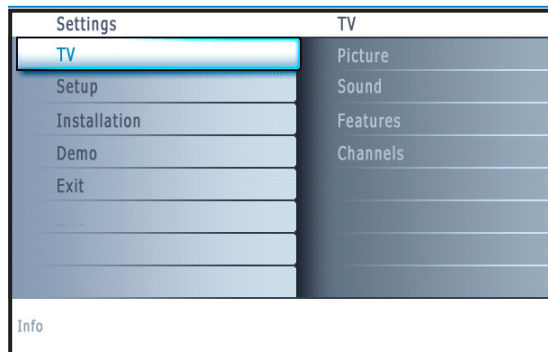 Settings
TV
TV
Setup
Installation
Demo
Exit
Picture
Sound
Features
Channels
Info